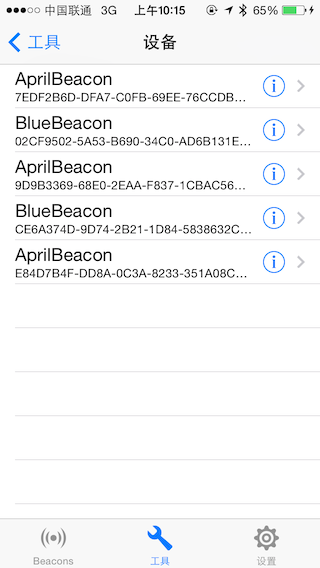 中国联通 3G 上午10:15 65%
工具 设备
AprilBeacon
7EDF2B6D-DFA7-C0FB-69EE-76CCDB...
BlueBeacon
02CF9502-5A53-B690-34C0-AD6B131E...
AprilBeacon
9D9B3369-68E0-2EAA-F837-1CBAC56...
BlueBeacon
CE6A374D-9D74-2B21-1D84-5838632C...
AprilBeacon
E84D7B4F-DD8A-0C3A-8233-351A08C...
Beacons 工具 设置